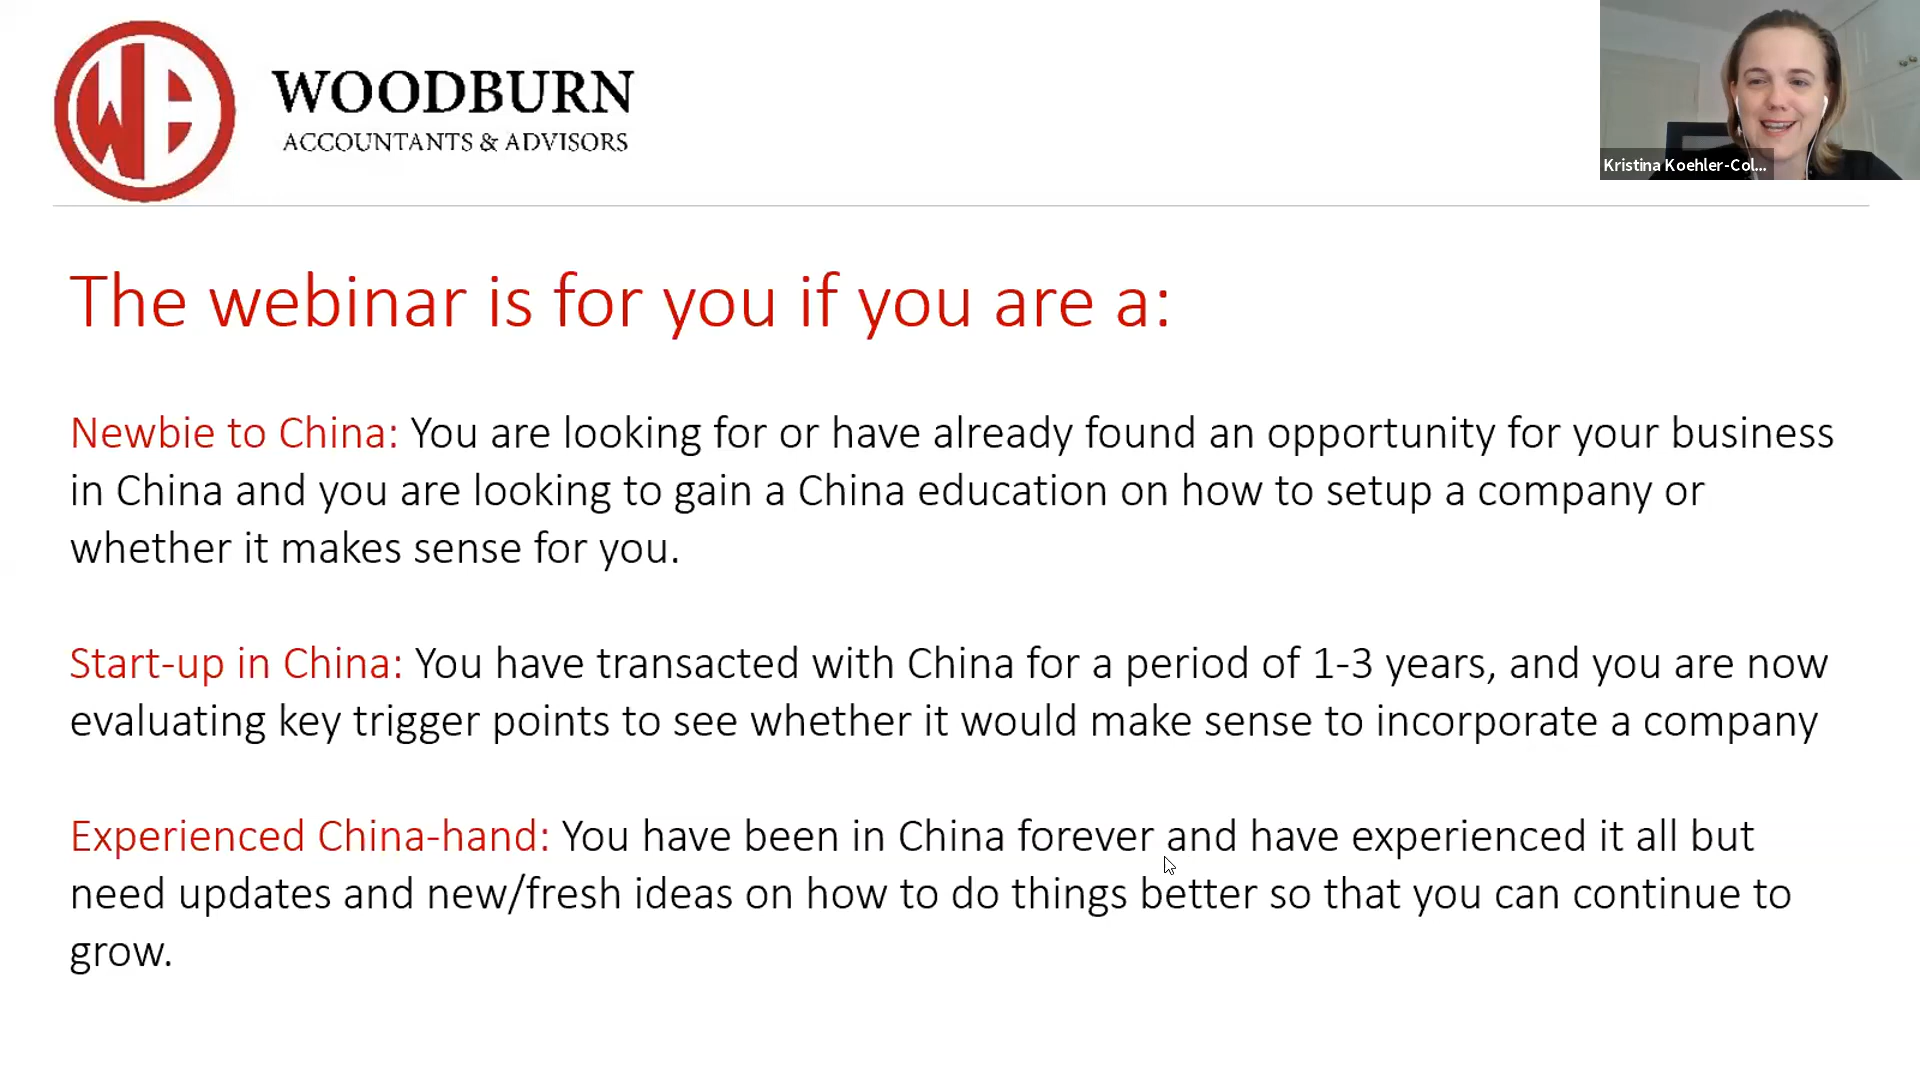 WOODBURN
ACCOUNTANTS & ADVISORS
Kristina Koehler-Col...
The webinar is for you if you are a:
Newbie to China: You are looking for or have already found an opportunity for your business
in China and you are looking to gain a China education on how to setup a company or
whether it makes sense for you.
Start-up in China: You have transacted with China for a period of 1-3 years, and you are now
evaluating key trigger points to see whether it would make sense to incorporate a company
Experienced China-hand: You have been in China forever and have experienced it all but
need updates and new/fresh ideas on how to do things better so that you can continue to
grow.